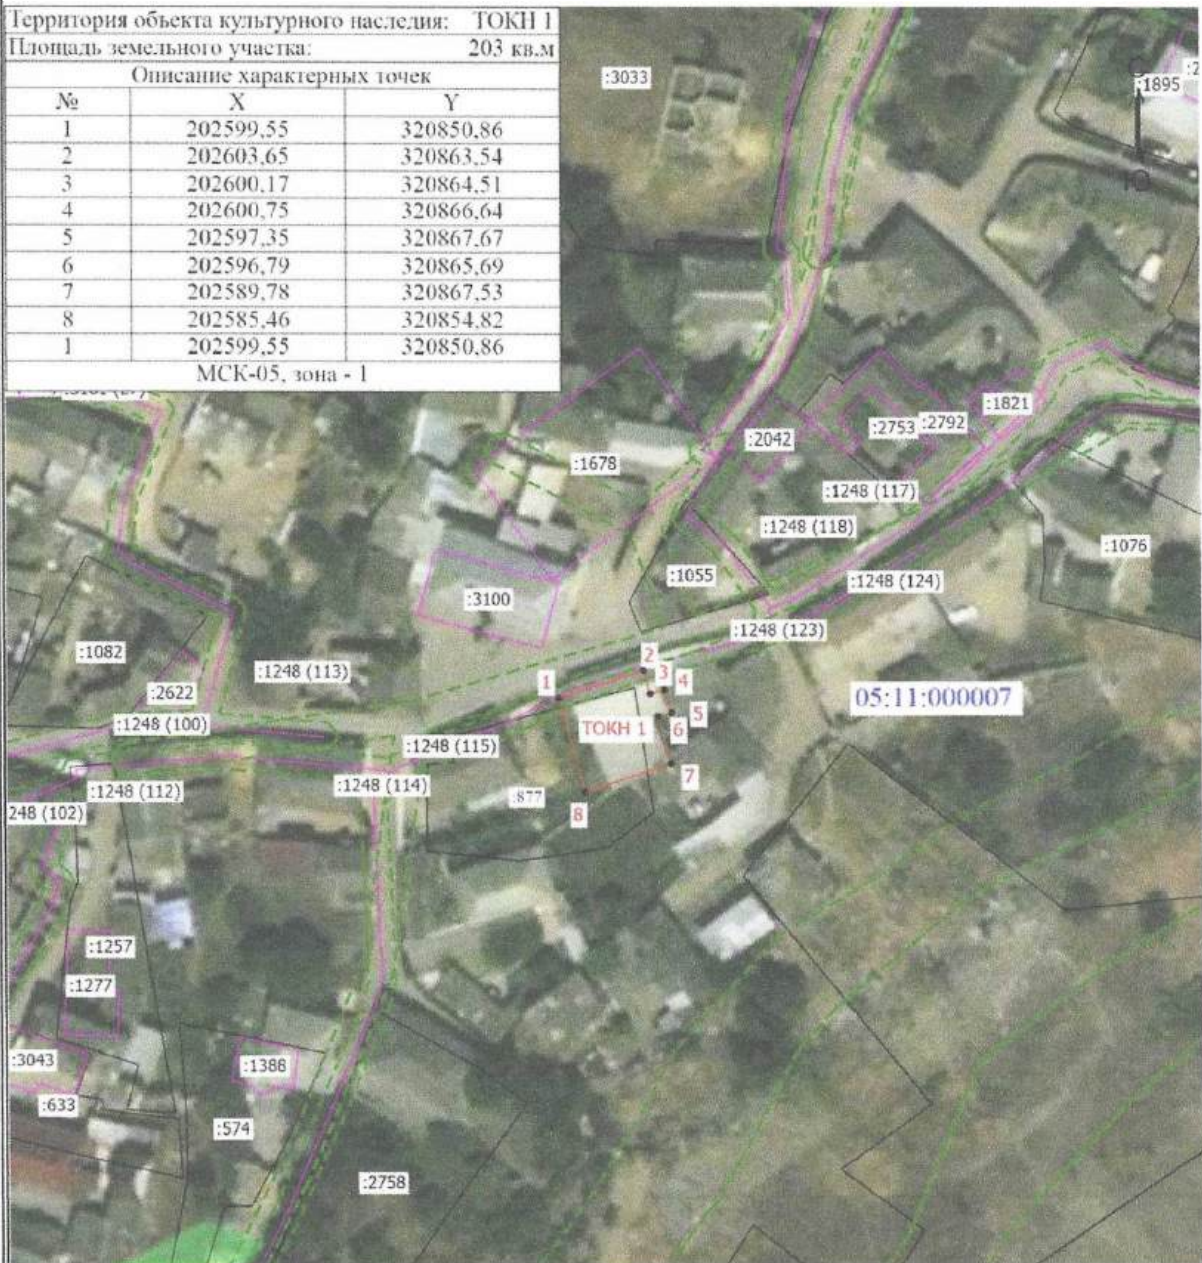 Территория объекта культурного наследия: ТОКН 1
Площадь земельного участка: 203 кв.м
Описание характерных точек
№ X Y
1 202599,55 320850,86
2 202603,65 320863,54
3 202600,17 320864,51
4 202600,75 320866,64
5 202597,35 320867,67
6 202596,79 320865,69
7 202589,78 320867,53
8 202585,46 320854,82
1 202599,55 320850,86
МСК-05, зона - 1
:3033
:1895
С
Ю
:1821
:2042
:2753
:2792
:1678
:1248 (117)
:1248 (118)
:1076
:1055
:1248 (124)
:3100
:1248 (123)
:1082
:1248 (113)
:2622
2
3
4
1
5
05:11:000007
:1248 (100)
ТОКН 1
6
:1248 (115)
7
:1248 (114)
:1248 (112)
:877
8
248 (102)
:1257
:1277
:3043
:1388
:633
:574
:2758